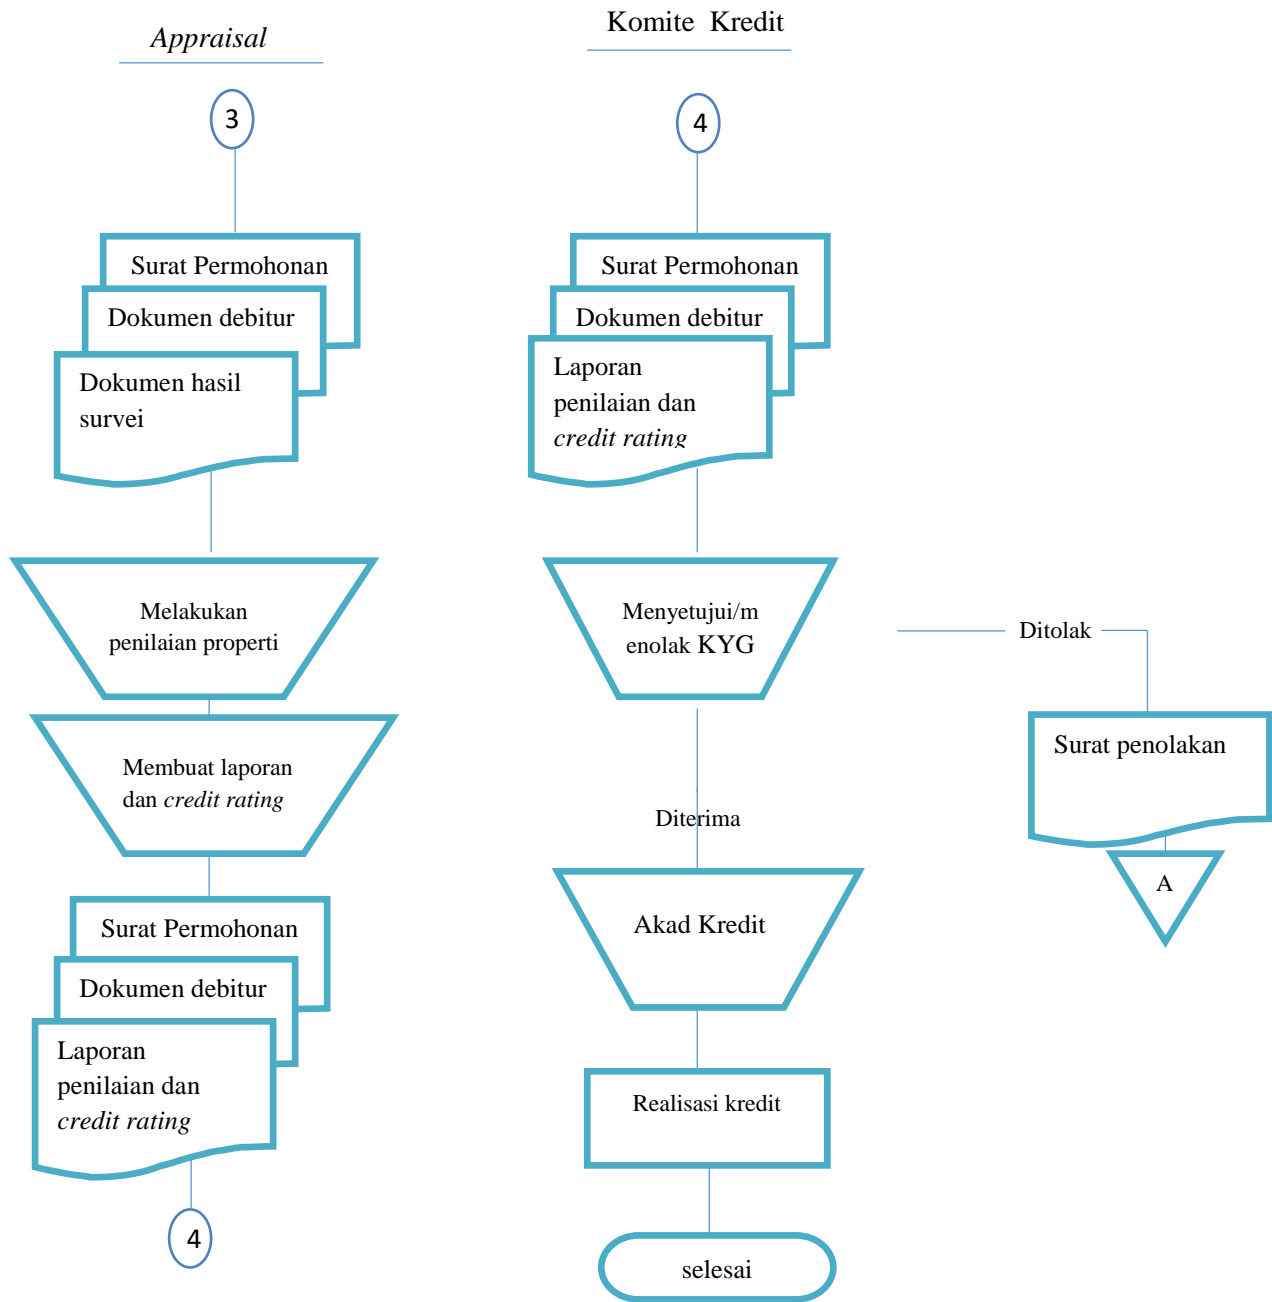 Appraisal
3
Surat Permohonan
Dokumen debitur
Dokumen hasil
survei
Melakukan
penilaian properti
Membuat laporan
dan credit rating
Surat Permohonan
Dokumen debitur
Laporan
penilaian dan
credit rating
4
Komite Kredit
4
Surat Permohonan
Dokumen debitur
Laporan
penilaian dan
credit rating
Menyetujui/m
enolak KYG
Diterima
Akad Kredit
Realisasi kredit
selesai
Ditolak
Surat penolakan
A